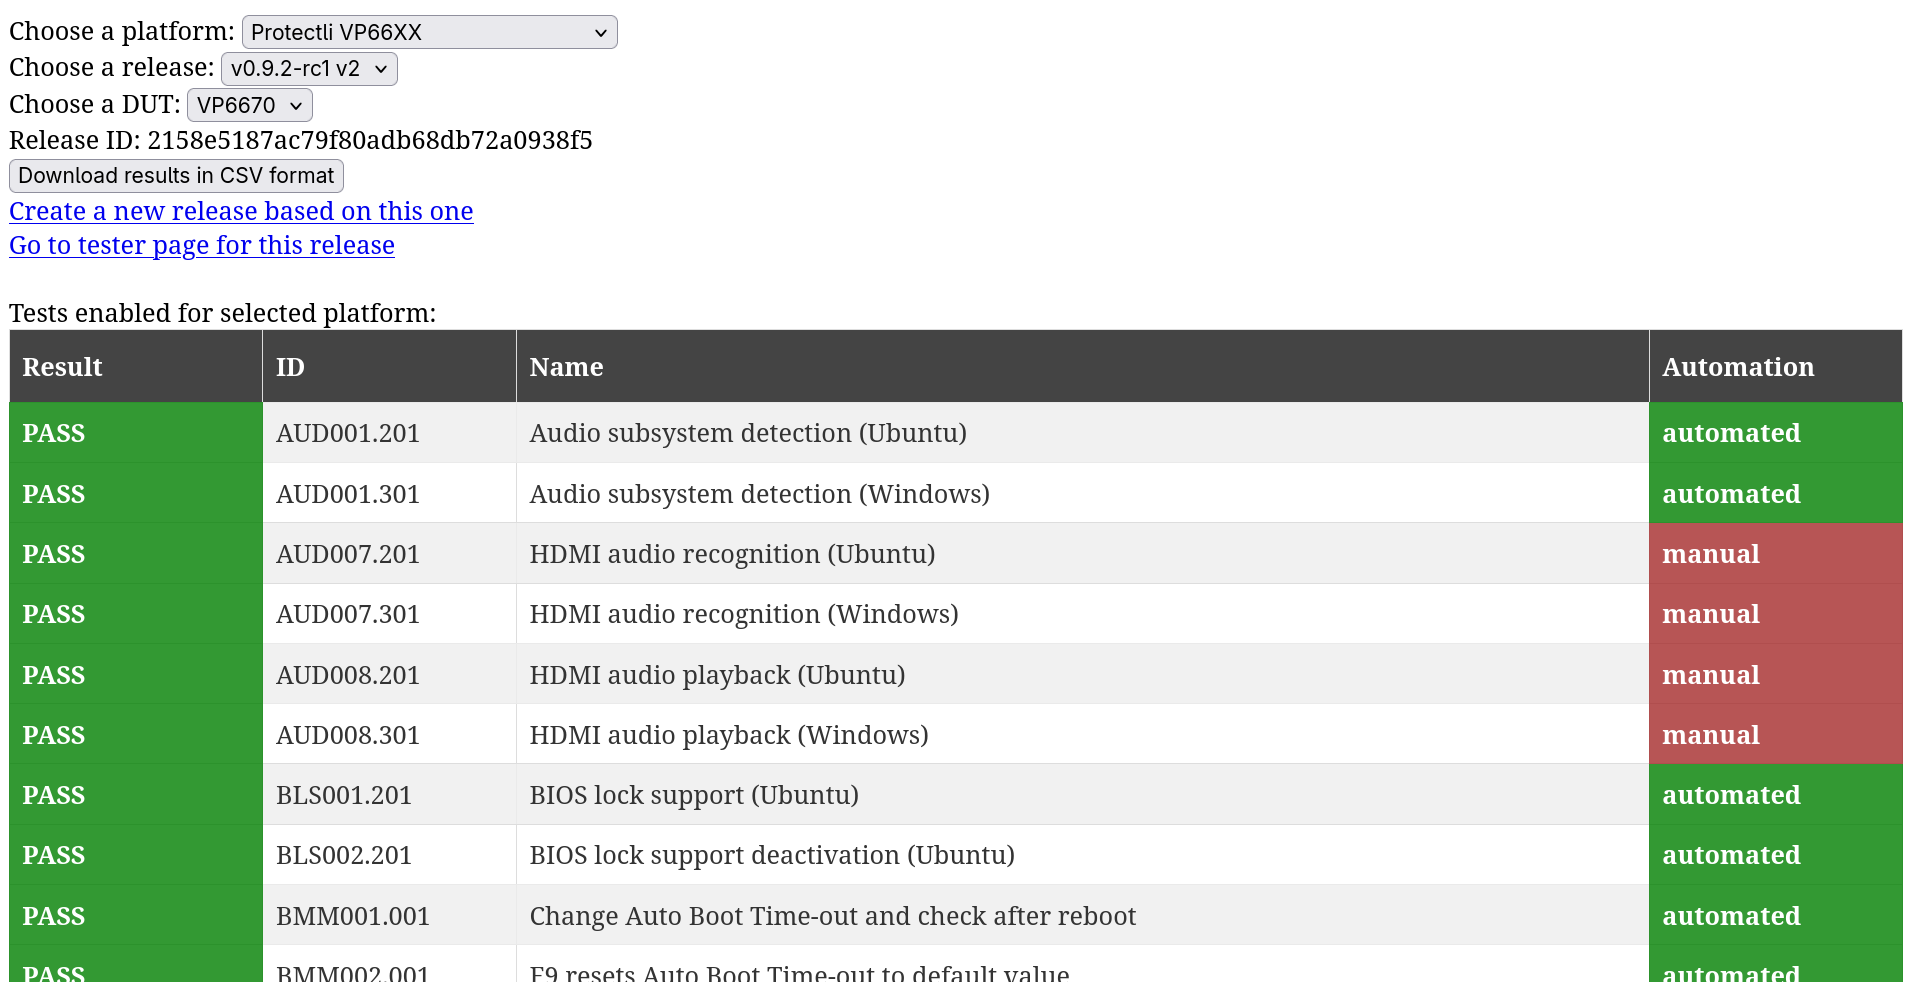 Choose a platform: Protectli VP66XX
Choose a release: v0.9.2-rc1 v2
Choose a DUT: VP6670
Release ID: 2158e5187ac79f80adb68db72a0938f5
Download results in CSV format
Create a new release based on this one
Go to tester page for this release
Tests enabled for selected platform:
Result ID Name Automation
PASS AUD001.201 Audio subsystem detection (Ubuntu) automated
PASS AUD001.301 Audio subsystem detection (Windows) automated
PASS AUD007.201 HDMI audio recognition (Ubuntu) manual
PASS AUD007.301 HDMI audio recognition (Windows) manual
PASS AUD008.201 HDMI audio playback (Ubuntu) manual
PASS AUD008.301 HDMI audio playback (Windows) manual
PASS BLS001.201 BIOS lock support (Ubuntu) automated
PASS BLS002.201 BIOS lock support deactivation (Ubuntu) automated
PASS BMM001.001 Change Auto Boot Time-out and check after reboot automated
PASS BMM002.001 F9 resets Auto Boot Time-out to default value automated